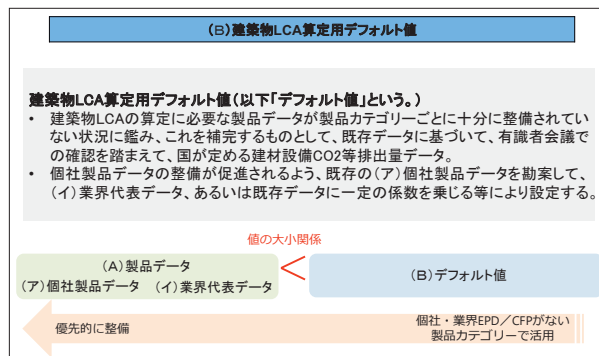 (B)建築物LCA算定用デフォルト値
建築物LCA算定用デフォルト値(以下「デフォルト値」という。)
• 建築物LCAの算定に必要な製品データが製品カテゴリーごとに十分に整備されてい
ない状況に鑑み、これを補完するものとして、既存データに基づいて、有識者会議で
の確認を踏まえて、国が定める建材設備CO2等排出量データ。
• 個社製品データの整備が促進されるよう、既存の(ア)個社製品データを勘案して、
(イ)業界代表データ、あるいは既存データに一定の係数を乗じる等により設定する。
値の大小関係
(A)製品データ
(ア)個社製品データ (イ)業界代表データ
<
(B)デフォルト値
優先的に整備
個社・業界EPD/CFPがない
製品カテゴリーで活用